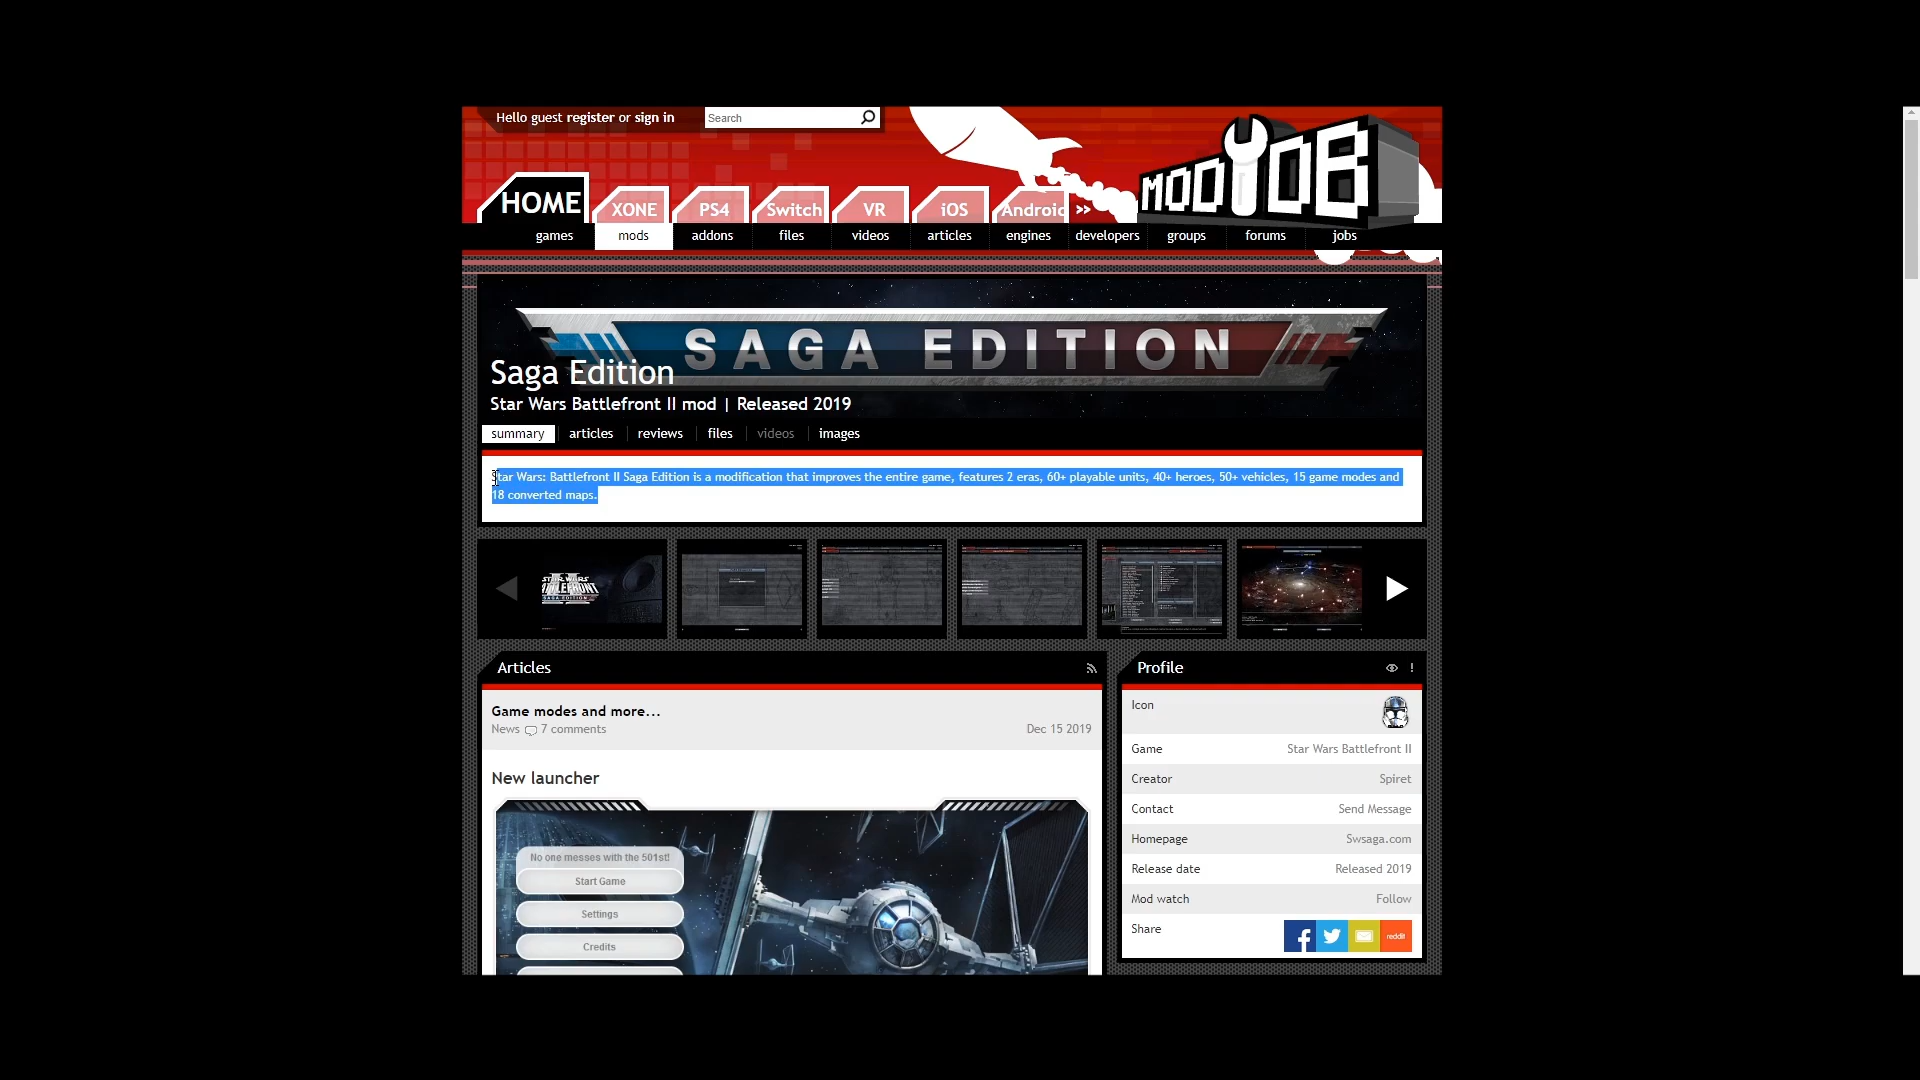 Hello guest register or sign in
Search
MODDB
HOME
XONE
PS4
Switch
VR
iOS
Android
>>
games
mods
addons
files
videos
articles
engines
developers
groups
forums
jobs
SAGA EDITION
Saga Edition
Star Wars Battlefront II mod | Released 2019
summary
articles
reviews
files
videos
images
Star Wars: Battlefront II Saga Edition is a modification that improves the entire game, features 2 eras, 60+ playable units, 40+ heroes, 50+ vehicles, 15 game modes and
18 converted maps.
STAR WARS
SAGA EDITION
Articles
Game modes and more...
News 7 comments
Dec 15 2019
New launcher
No one messes with the 501st!
Start Game
Settings
Credits
Profile
!
Icon
Game Star Wars Battlefront II
Creator Spiret
Contact Send Message
Homepage Swsaga.com
Release date Released 2019
Mod watch Follow
Share
reddit